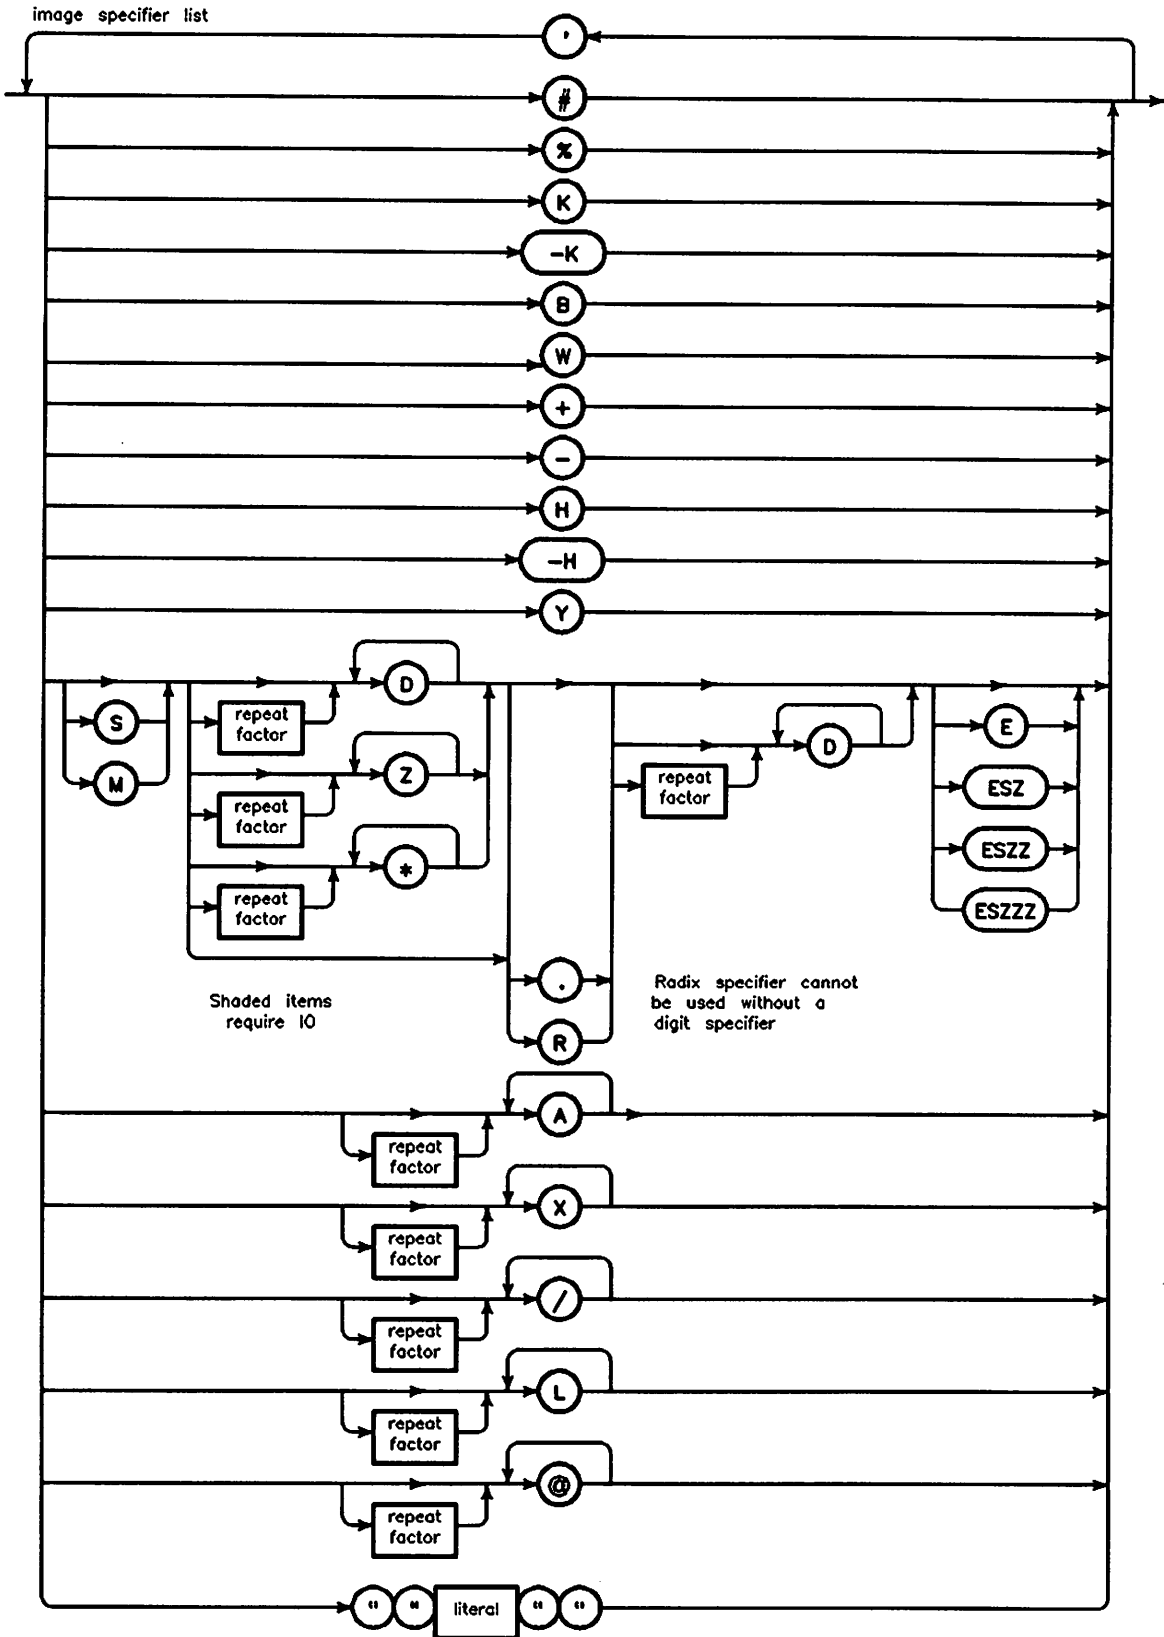 image specifier list
,
#
%
K
-K
B
W
+
-
H
-H
Y
D
S
repeat factor
M
Z
repeat factor
*
repeat factor
D
repeat factor
E
ESZ
ESZZ
ESZZZ
.
R
Shaded items
require IO
Radix specifier cannot
be used without a
digit specifier
A
repeat factor
X
repeat factor
/
repeat factor
L
repeat factor
@
repeat factor
" " literal " "